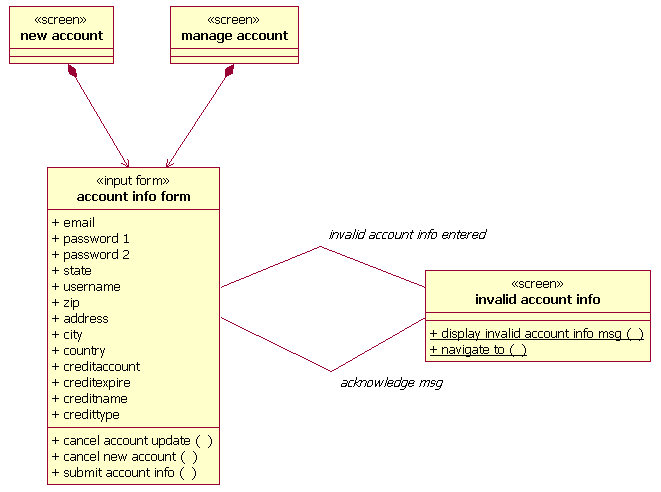 «screen»
new account
«screen»
manage account
«input form»
account info form
+ email
+ password 1
+ password 2
+ state
+ username
+ zip
+ address
+ city
+ country
+ creditaccount
+ creditexpire
+ creditname
+ credittype
+ cancel account update ( )
+ cancel new account ( )
+ submit account info ( )
invalid account info entered
acknowledge msg
«screen»
invalid account info
+ display invalid account info msg ( )
+ navigate to ( )